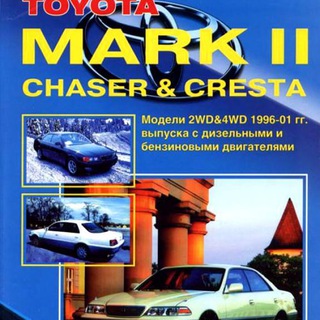 TOYOTA
MARK II
CHASER & CRESTA
Модели 2WD&4WD 1996-01 гг.
выпуска с дизельными и
бензиновыми двигателями